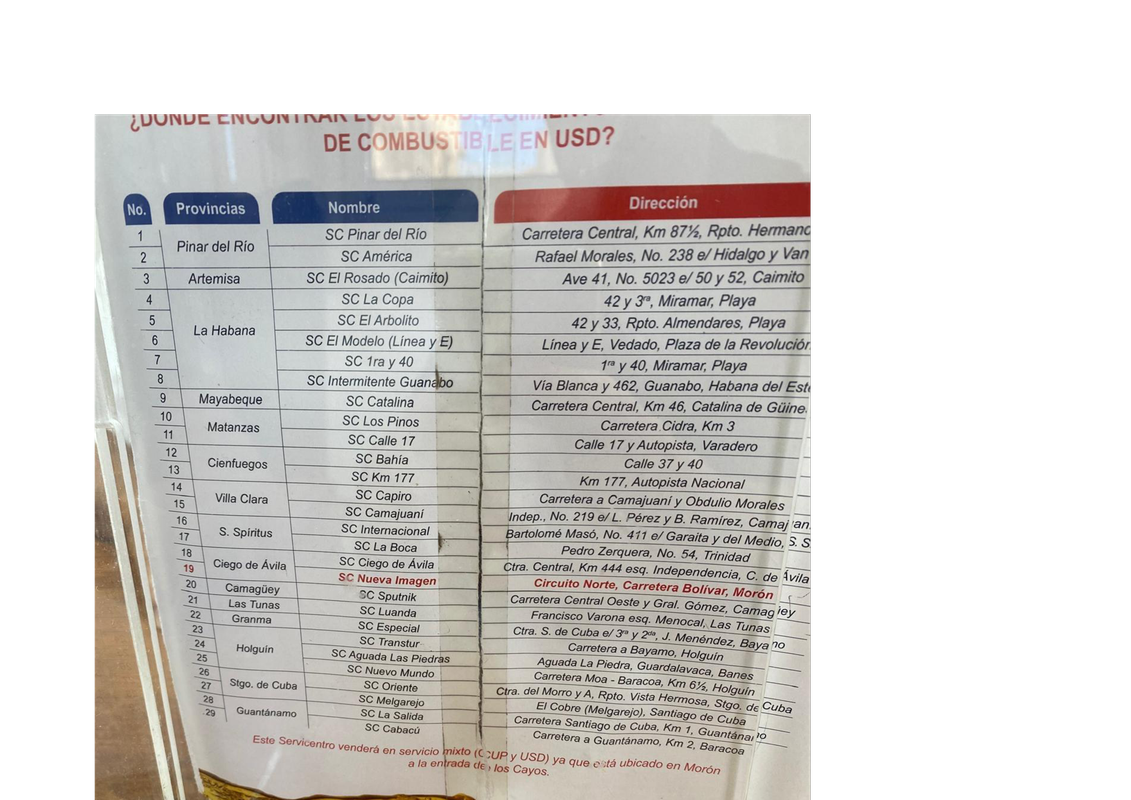 ¿DÓNDE ENCONTRAR LOS ESTABLECIMIENTO
DE COMBUSTIBLE EN USD?
No. Provincias Nombre Dirección
1 Pinar del Río SC Pinar del Río Carretera Central, Km 87½, Rpto. Hermano
2 SC América Rafael Morales, No. 238 e/ Hidalgo y Van
3 Artemisa SC El Rosado (Caimito) Ave 41, No. 5023 e/ 50 y 52, Caimito
4 La Habana SC La Copa 42 y 3ra, Miramar, Playa
5 SC El Arbolito 42 y 33, Rpto. Almendares, Playa
6 SC El Modelo (Línea y E) Línea y E, Vedado, Plaza de la Revolución
7 SC 1ra y 40 1ra y 40, Miramar, Playa
8 SC Intermitente Guanabo Vía Blanca y 462, Guanabo, Habana del Este
9 Mayabeque SC Catalina Carretera Central, Km 46, Catalina de Güine
10 Matanzas SC Los Pinos Carretera Cidra, Km 3
11 SC Calle 17 Calle 17 y Autopista, Varadero
12 Cienfuegos SC Bahía Calle 37 y 40
13 SC Km 177 Km 177, Autopista Nacional
14 Villa Clara SC Capiro Carretera a Camajuaní y Obdulio Morales
15 SC Camajuaní Indep., No. 219 e/ L. Pérez y B. Ramírez, Camajuan
16 S. Spíritus SC Internacional Bartolomé Masó, No. 411 e/ Garaita y del Medio, S. S
17 SC La Boca Pedro Zerquera, No. 54, Trinidad
18 Ciego de Ávila SC Ciego de Ávila Ctra. Central, Km 444 esq. Independencia, C. de Ávila
19 SC Nueva Imagen Circuito Norte, Carretera Bolívar, Morón
20 Camagüey SC Sputnik Carretera Central Oeste y Gral. Gómez, Camagüey
21 Las Tunas SC Luanda Francisco Varona esq. Menocal, Las Tunas
22 Granma SC Especial Ctra. S. de Cuba e/ 3ra y 2da, J. Menéndez, Bayamo
23 Holguín SC Transtur Carretera a Bayamo, Holguín
24 SC Aguada Las Piedras Aguada La Piedra, Guardalavaca, Banes
25 SC Nuevo Mundo Carretera Moa - Baracoa, Km 6½, Holguín
26 Stgo. de Cuba SC Oriente Ctra. del Morro y A, Rpto. Vista Hermosa, Stgo. de Cuba
27 SC Melgarejo El Cobre (Melgarejo), Santiago de Cuba
28 Guantánamo SC La Salida Carretera Santiago de Cuba, Km 1, Guantánamo
29 SC Cabacú Carretera a Guantánamo, Km 2, Baracoa
Este Servicentro venderá en servicio mixto (CUP y USD) ya que está ubicado en Morón
a la entrada de los Cayos.